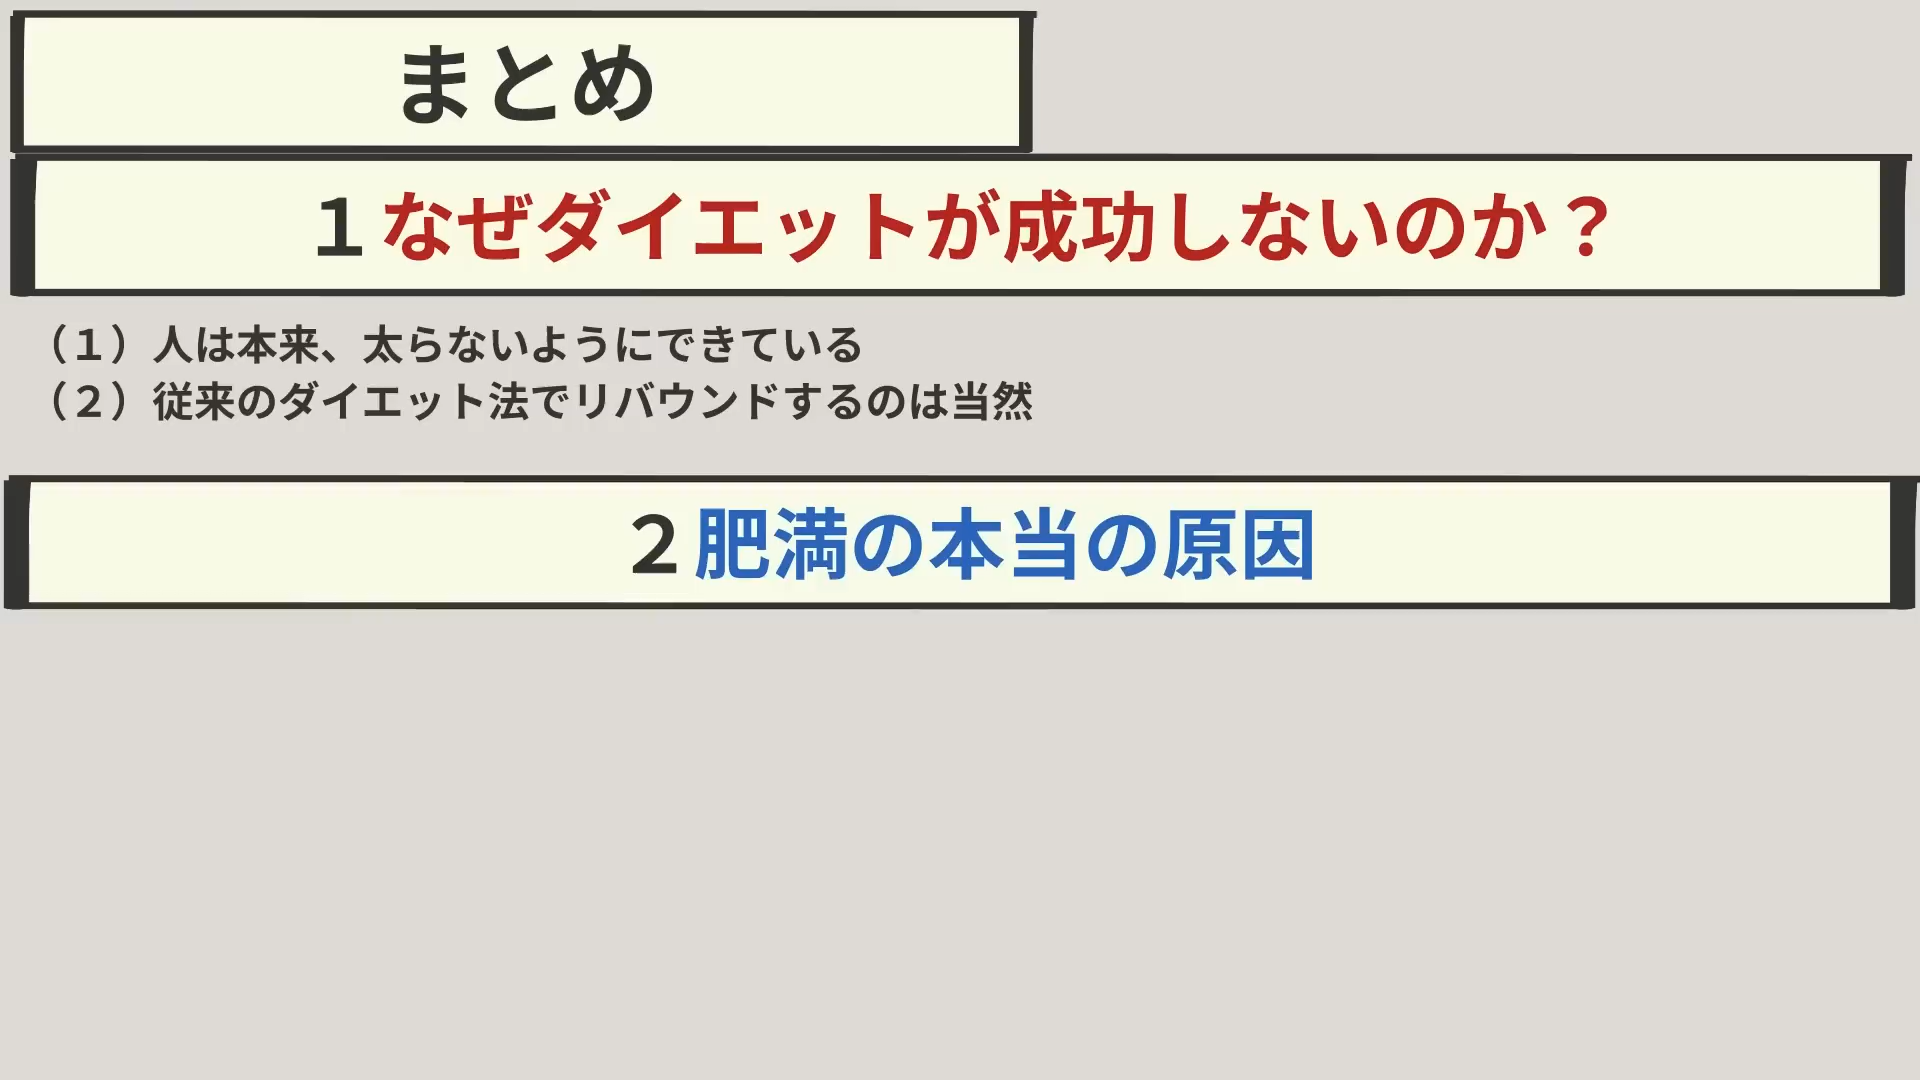 まとめ
１なぜダイエットが成功しないのか？
（１）人は本来、太らないようにできている
（２）従来のダイエット法でリバウンドするのは当然
２肥満の本当の原因